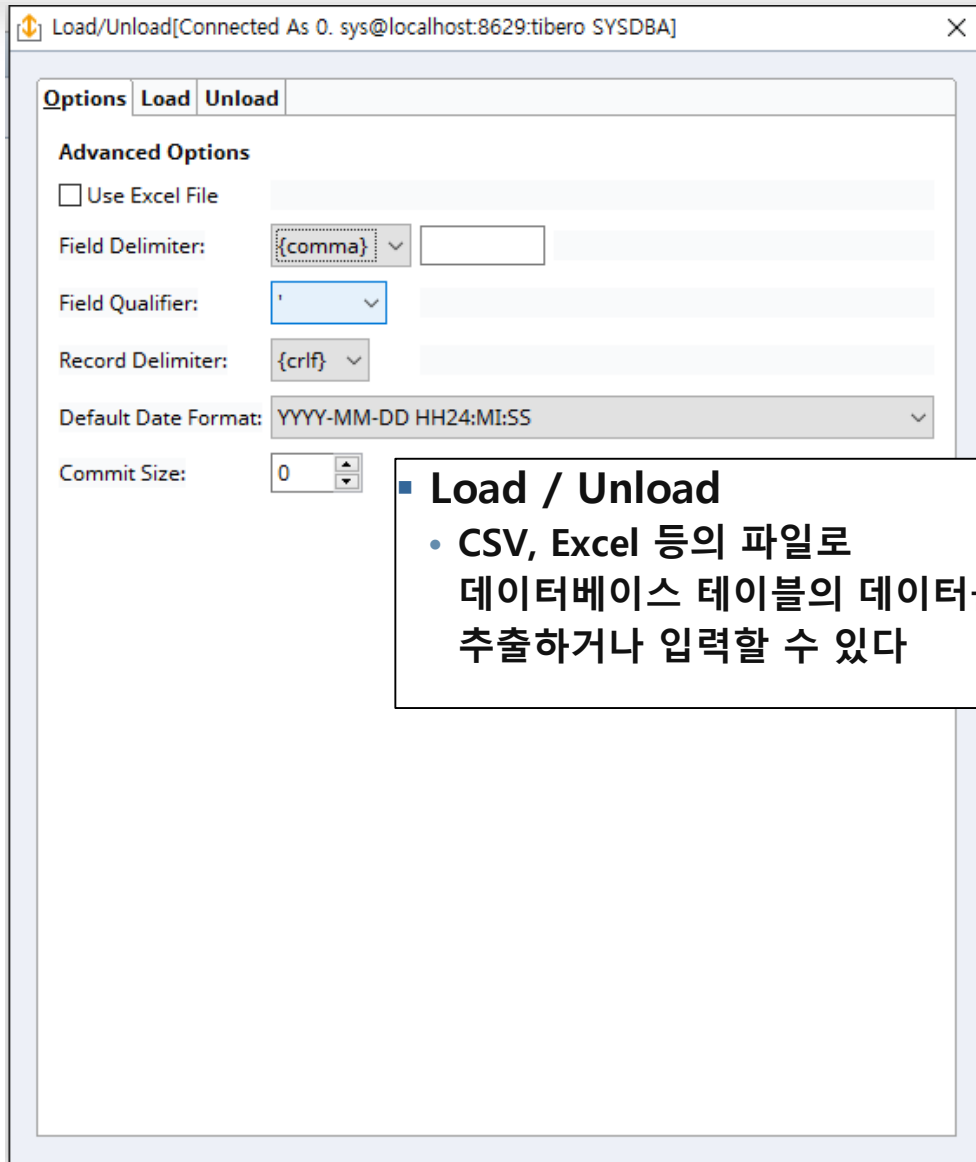 Load/Unload[Connected As 0. sys@localhost:8629:tibero SYSDBA]
Options Load Unload
Advanced Options
Use Excel File
Field Delimiter: {comma}
Field Qualifier: '
Record Delimiter: {crlf}
Default Date Format: YYYY-MM-DD HH24:MI:SS
Commit Size: 0
Load / Unload
CSV, Excel 등의 파일로
데이터베이스 테이블의 데이터
추출하거나 입력할 수 있다